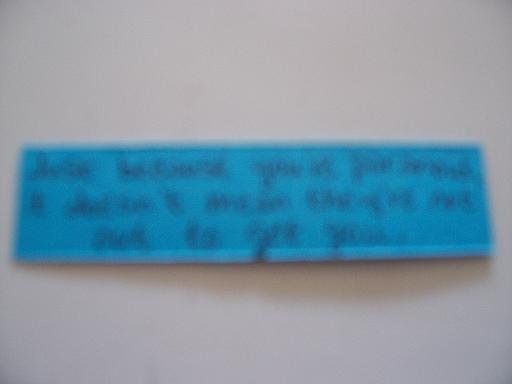 Just because you're paranoid
it doesn't mean they're not
out to get you.